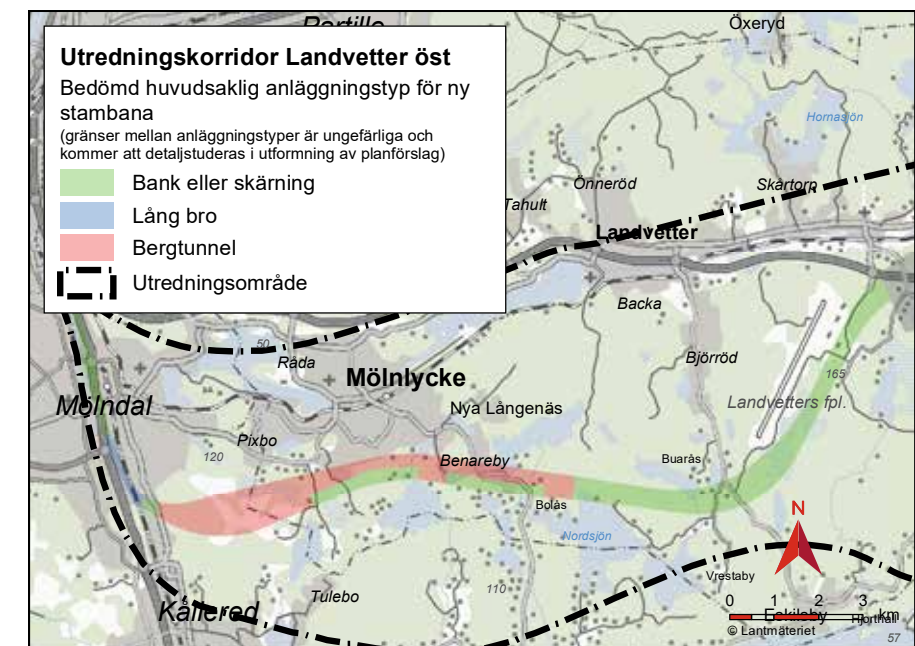 Partille
Öxeryd
Utredningskorridor Landvetter öst
Bedömd huvudsaklig anläggningstyp för ny
stambana
(gränser mellan anläggningstyper är ungefärliga och
kommer att detaljstuderas i utformning av planförslag)
Bank eller skärning
Lång bro
Bergtunnel
Utredningsområde
Hornasjön
Önneröd
Skårtorp
Tahult
Landvetter
Backa
50
Råda
Mölnlycke
Björröd
165
Mölndal
Nya Långenäs
Landvetters fpl.
Pixbo
120
Benareby
Buarås
Bolås
N
Nordsjön
Vrestaby
110
Tulebo
Kållered
0 1 2 3 km
Eskilsby
Hjorthall
© Lantmäteriet
57